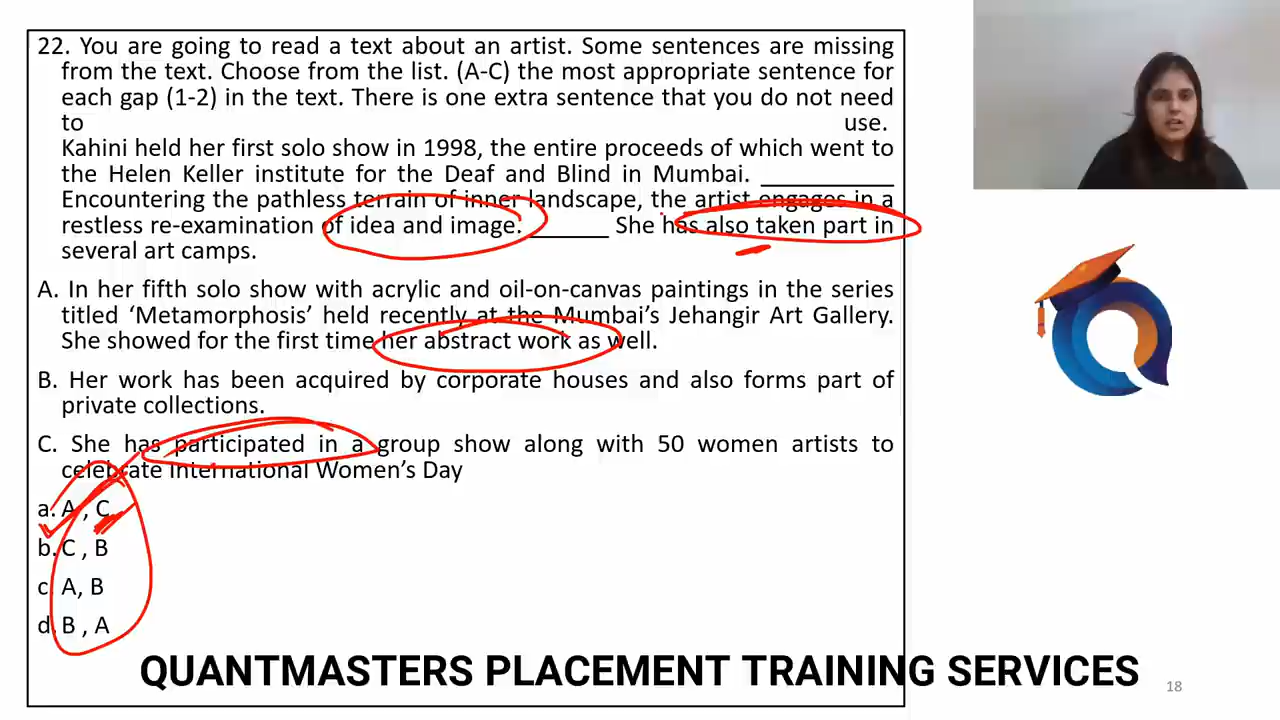 22. You are going to read a text about an artist. Some sentences are missing
from the text. Choose from the list. (A-C) the most appropriate sentence for
each gap (1-2) in the text. There is one extra sentence that you do not need
to use.
Kahini held her first solo show in 1998, the entire proceeds of which went to
the Helen Keller institute for the Deaf and Blind in Mumbai. __________
Encountering the pathless terrain of inner landscape, the artist engages in a
restless re-examination of idea and image. ______ She has also taken part in
several art camps.
A. In her fifth solo show with acrylic and oil-on-canvas paintings in the series
titled ‘Metamorphosis’ held recently at the Mumbai’s Jehangir Art Gallery.
She showed for the first time her abstract work as well.
B. Her work has been acquired by corporate houses and also forms part of
private collections.
C. She has participated in a group show along with 50 women artists to
celebrate International Women’s Day
a. A , C
b. C , B
c. A, B
d. B , A
QUANTMASTERS PLACEMENT TRAINING SERVICES
18